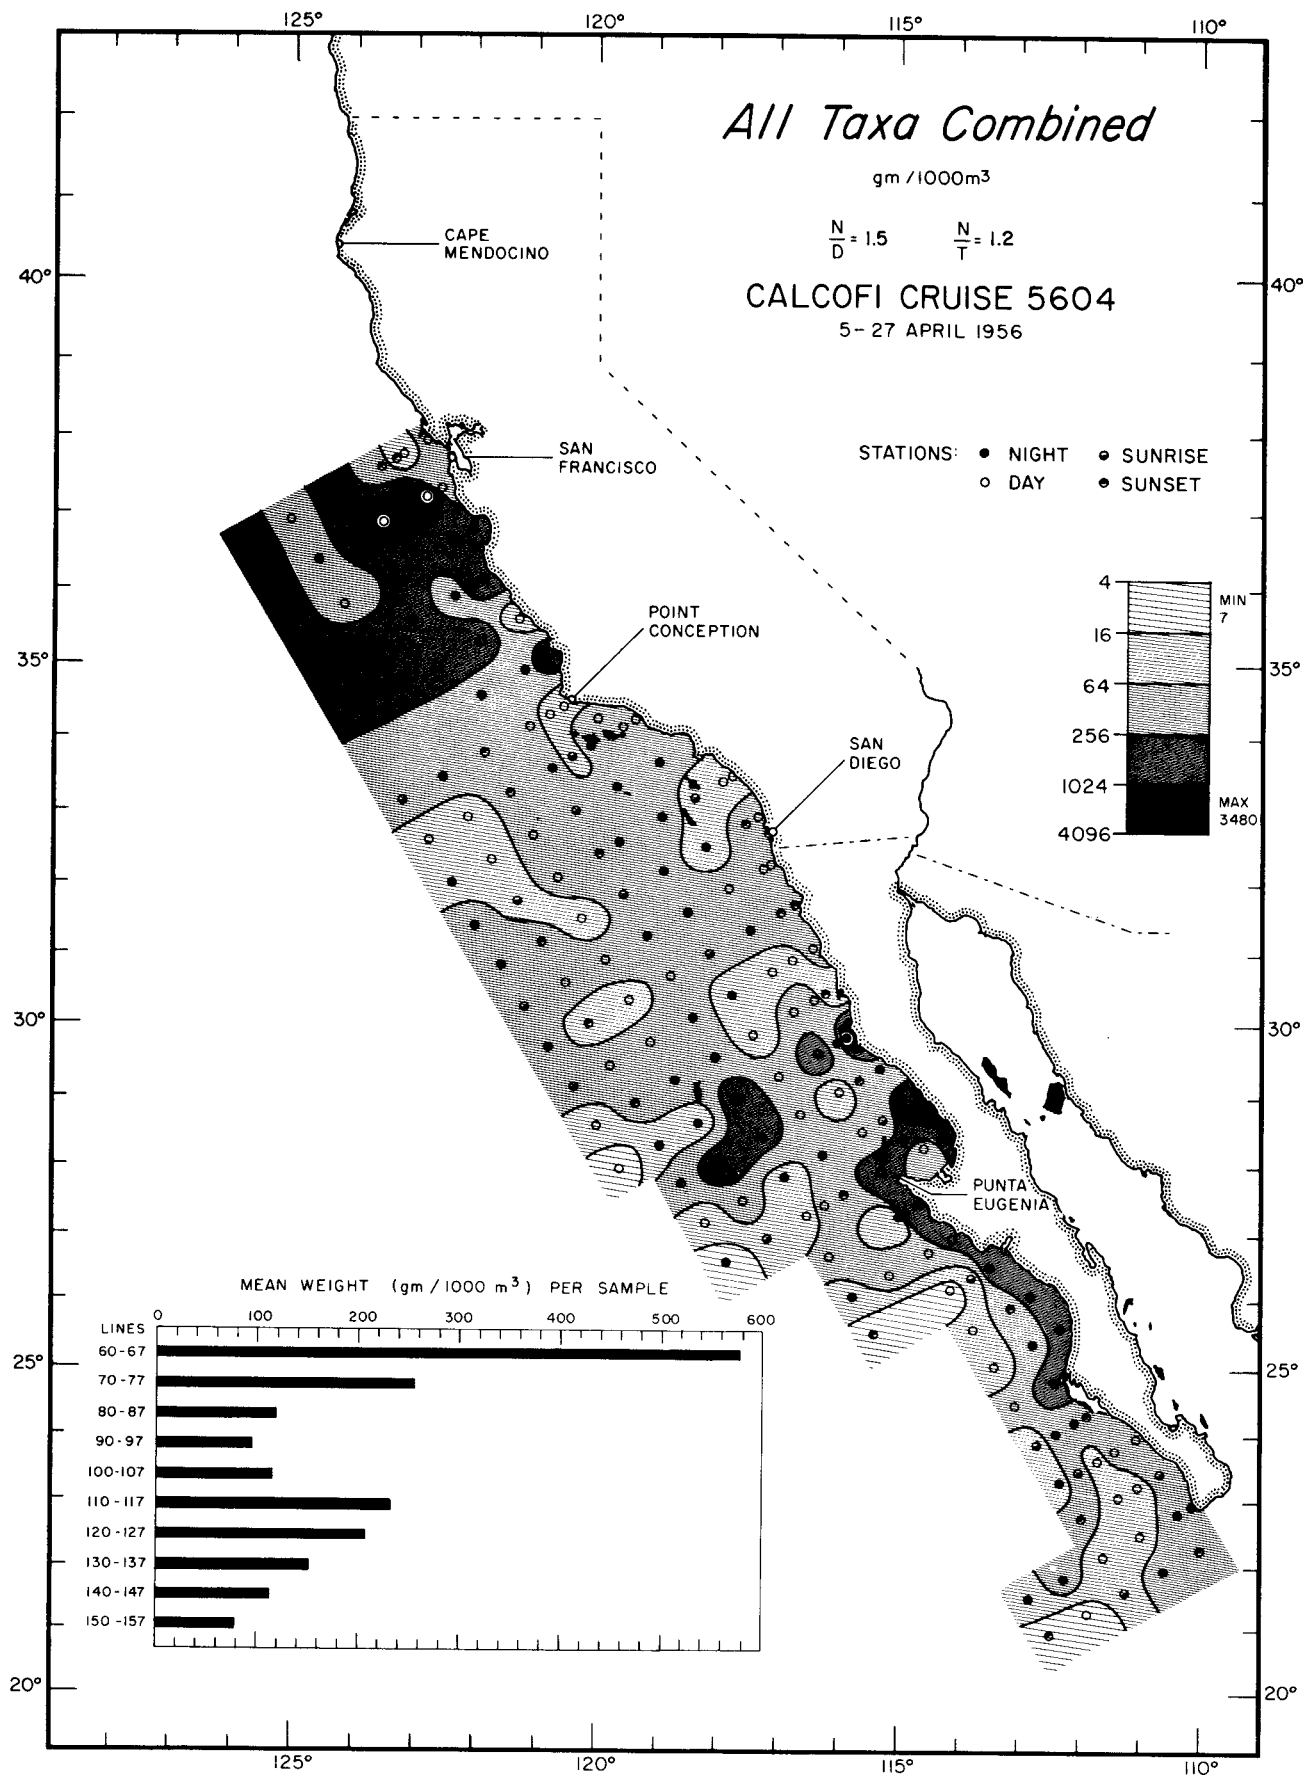 125° 120° 115° 110°
All Taxa Combined
gm/1000m³
N/D = 1.5 N/T = 1.2
CALCOFI CRUISE 5604
5-27 APRIL 1956
CAPE
MENDOCINO
40° 40°
STATIONS: ● NIGHT SUNRISE
○ DAY SUNSET
SAN
FRANCISCO
4
MIN
7
16
64
256
1024
MAX
3480
4096
POINT
CONCEPTION
35° 35°
SAN
DIEGO
30° 30°
PUNTA
EUGENIA
MEAN WEIGHT (gm/1000 m³) PER SAMPLE
0 100 200 300 400 500 600
LINES
60-67
70-77
80-87
90-97
100-107
110-117
120-127
130-137
140-147
150-157
25° 25°
20° 20°
125° 120° 115° 110°